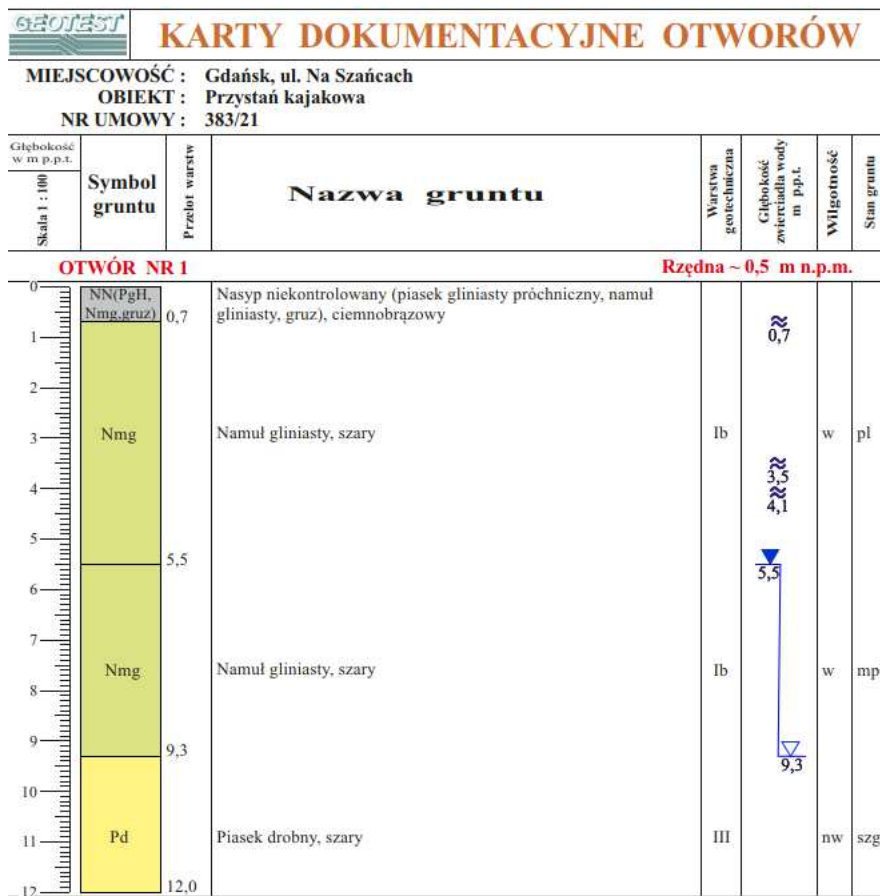 GEOTEST
KARTY DOKUMENTACYJNE OTWORÓW
MIEJSCOWOŚĆ : Gdańsk, ul. Na Szańcach
OBIEKT : Przystań kajakowa
NR UMOWY : 383/21
Głębokość w m p.p.t.
Skala 1 : 100
Symbol gruntu
Przelot warstw
Nazwa gruntu
Warstwa geotechniczna
Głębokość zwierciadła wody m p.p.t.
Wilgotność
Stan gruntu
OTWÓR NR 1 Rzędna ~ 0,5 m n.p.m.
0
NN(PgH, Nasyp niekontrolowany (piasek gliniasty próchniczny, namuł
Nmg,gruz) 0,7 gliniasty, gruz), ciemnobrązowy
1 0,7
2
3 Nmg Namuł gliniasty, szary Ib w pl
3,5
4 4,1
5
5,5 5,5
6
7
Nmg Namuł gliniasty, szary Ib w mp
8
9
9,3 9,3
10
11 Pd Piasek drobny, szary III nw szg
12 12,0